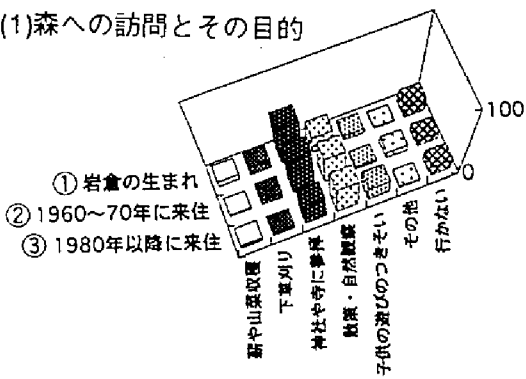 (1)森への訪問とその目的
100
0
① 岩倉の生まれ
② 1960～70年に来住
③ 1980年以降に来住
薪や山菜収穫
下草刈り
神社や寺に参拝
散策・自然観察
子供の遊びのつきそい
その他
行かない